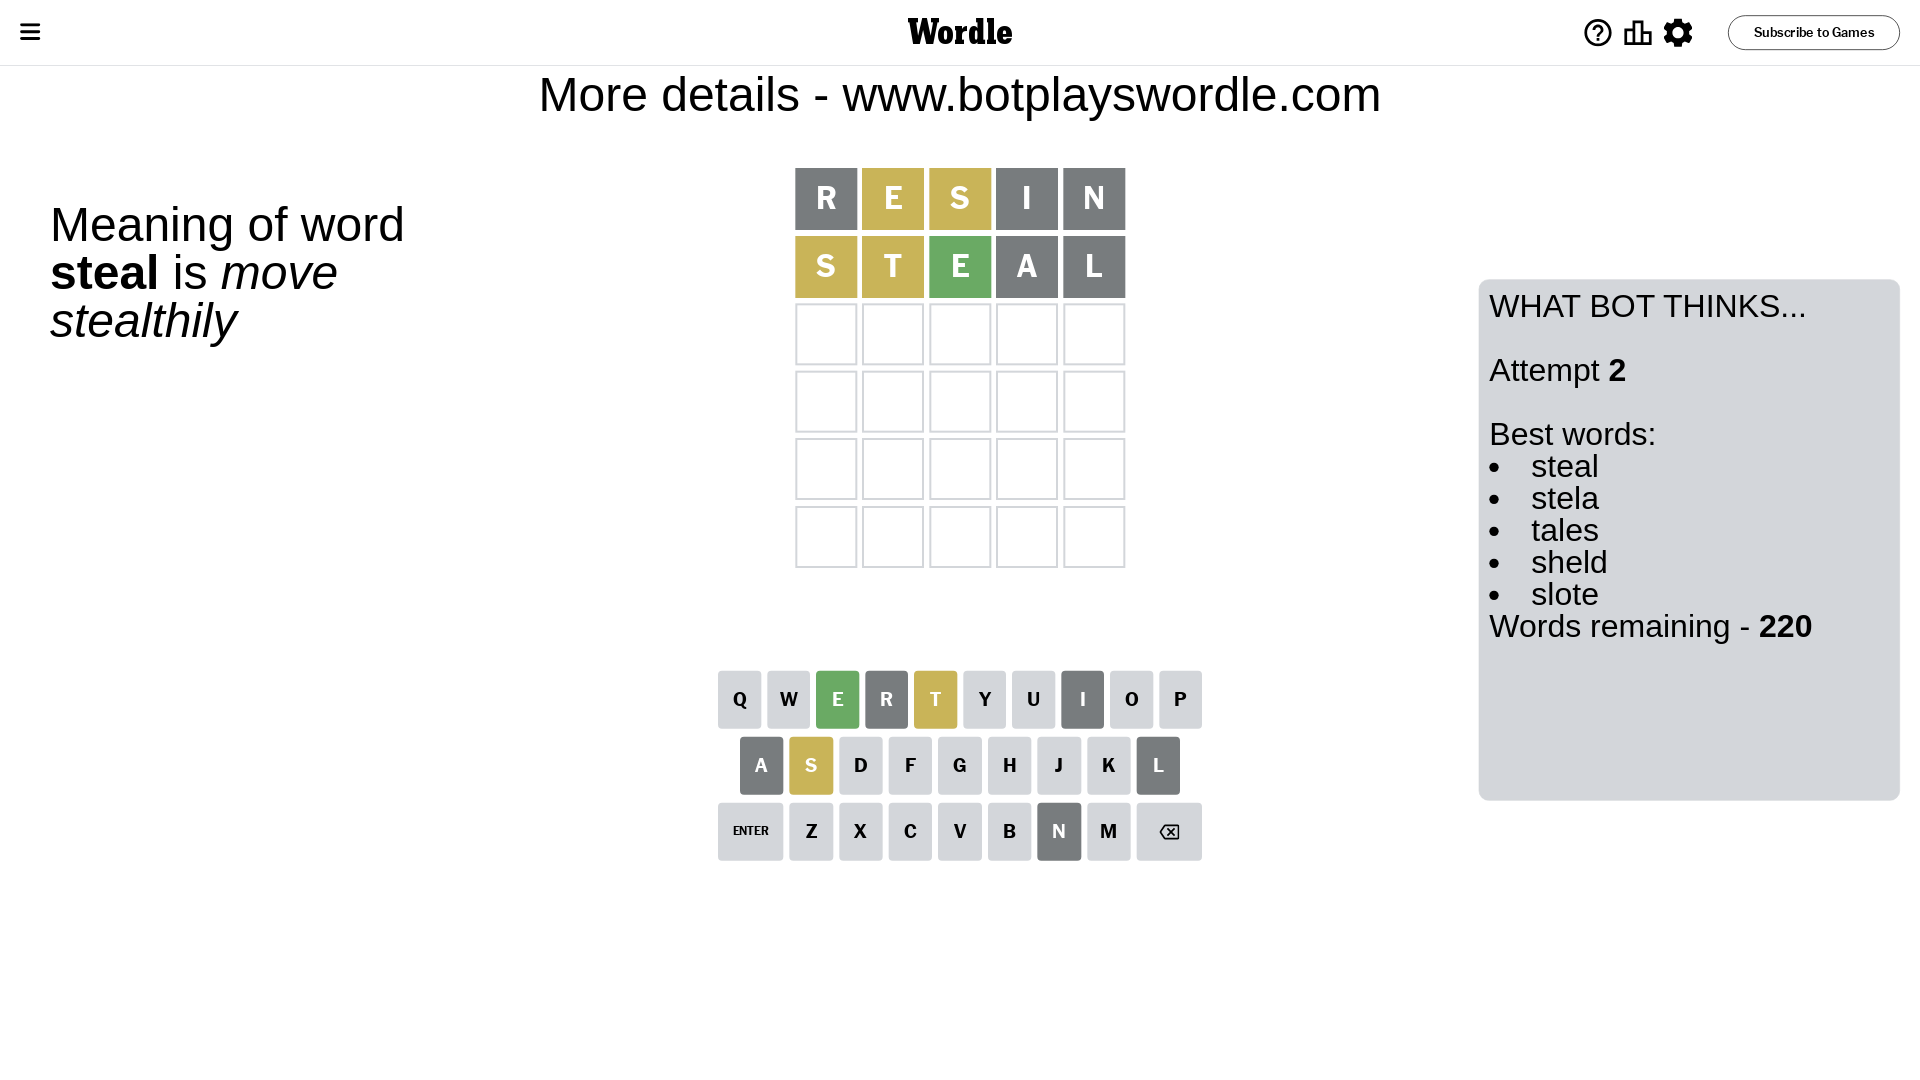 Wordle
Subscribe to Games
More details - www.botplayswordle.com
Meaning of word
steal is move
stealthily
R E S I N
S T E A L
WHAT BOT THINKS...
Attempt 2
Best words:
• steal
• stela
• tales
• sheld
• slote
Words remaining - 220
Q W E R T Y U I O P
A S D F G H J K L
ENTER Z X C V B N M